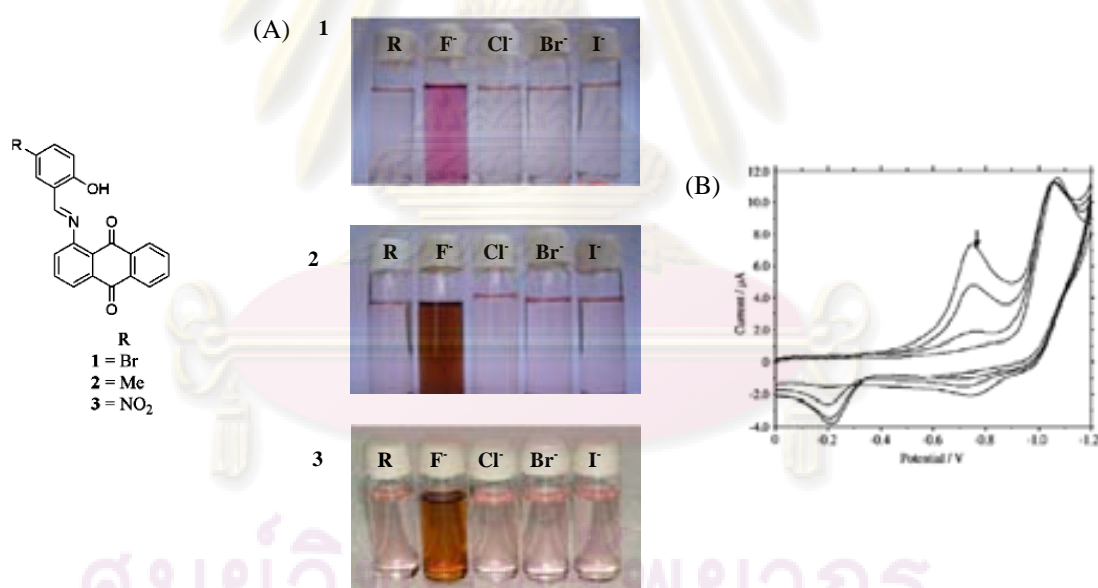 (A)
1
R F⁻ Cl⁻ Br⁻ I⁻
2
R F⁻ Cl⁻ Br⁻ I⁻
3
R F⁻ Cl⁻ Br⁻ I⁻
R
OH
N
O
O
R
1 = Br
2 = Me
3 = NO₂
(B)
Current / μA
12.0
10.0
8.0
6.0
4.0
2.0
0
-2.0
-4.0
0 -0.2 -0.4 -0.6 -0.8 -1.0 -1.2
Potential / V